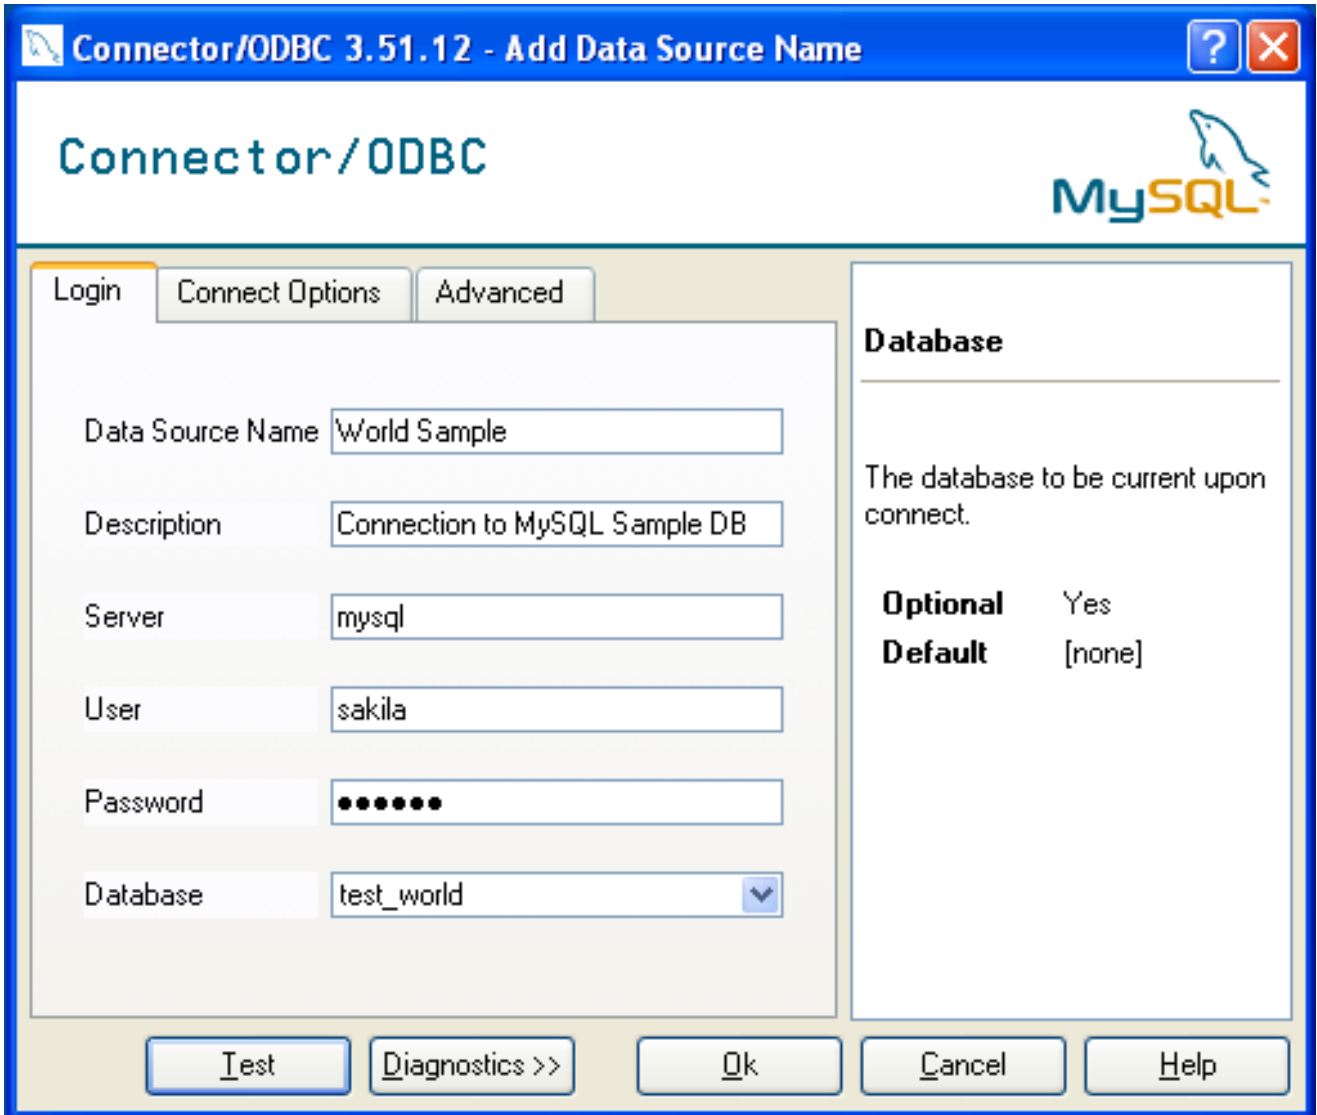 Connector/ODBC 3.51.12 - Add Data Source Name
?
Connector/ODBC
MySQL
Login
Connect Options
Advanced
Data Source Name
World Sample
Description
Connection to MySQL Sample DB
Server
mysql
User
sakila
Password
••••••
Database
test_world
Database
The database to be current upon
connect.
Optional Yes
Default [none]
Test
Diagnostics >>
Ok
Cancel
Help